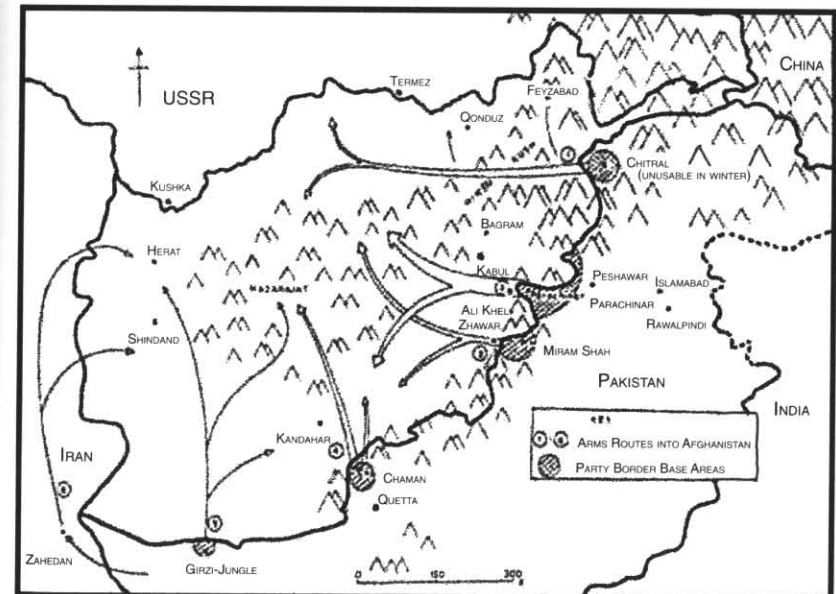 CHINA
USSR
TERMEZ
FEYZABAD
QONDUZ
CHITRAL
(UNUSABLE IN WINTER)
KUSHKA
BAGRAM
HERAT
KABUL
PESHAWAR
ISLAMABAD
HAZARAJAT
ALI KHEL
PARACHINAR
ZHAWAR
RAWALPINDI
SHINDAND
MIRAM SHAH
PAKISTAN
INDIA
KANDAHAR
ARMS ROUTES INTO AFGHANISTAN
IRAN
PARTY BORDER BASE AREAS
CHAMAN
QUETTA
ZAHEDAN
GIRZI-JUNGLE
0 150 300